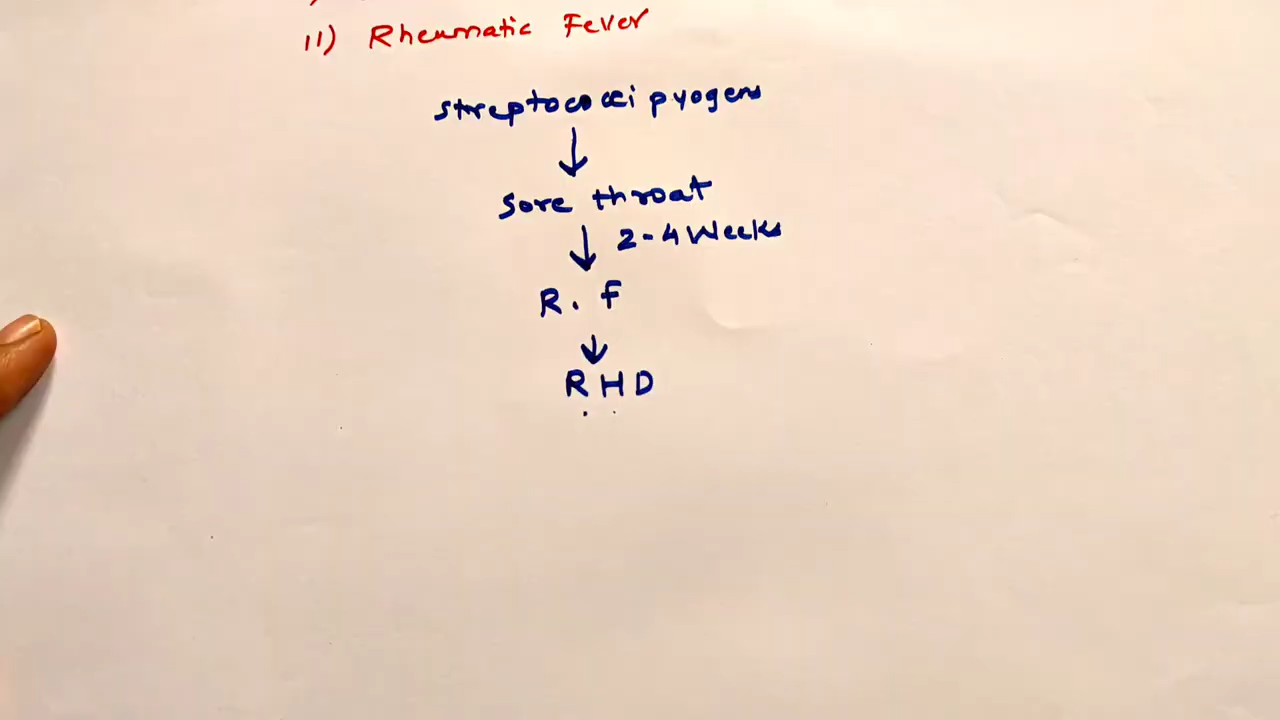 11) Rheumatic Fever
streptococci pyogens
↓
Sore throat
↓ 2-4 Weeks
R. F
↓
RHD